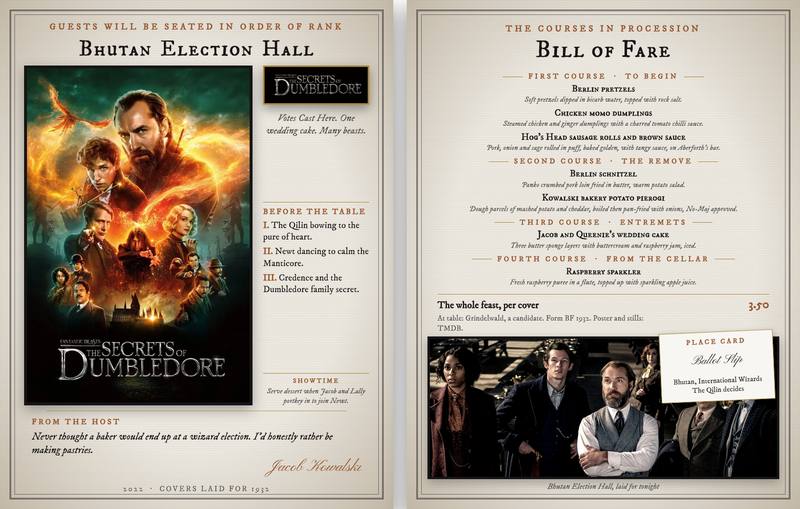 GUESTS WILL BE SEATED IN ORDER OF RANK
BHUTAN ELECTION HALL
THE SECRETS OF
DUMBLEDORE
Votes Cast Here. One
wedding cake. Many beasts.
BEFORE THE TABLE
I. The Qilin bowing to the
pure of heart.
II. Newt dancing to calm the
Manticore.
III. Credence and the
Dumbledore family secret.
FANTASTIC BEASTS
THE SECRETS OF
DUMBLEDORE
SHOWTIME
Serve dessert when Jacob and Lally
portkey in to join Newt.
FROM THE HOST
Never thought a baker would end up at a wizard election. I'd honestly rather be
making pastries.
Jacob Kowalski
2022 · COVERS LAID FOR 1932
THE COURSES IN PROCESSION
BILL OF FARE
FIRST COURSE · TO BEGIN
BERLIN PRETZELS
Soft pretzels dipped in bicarb water, topped with rock salt.
CHICKEN MOMO DUMPLINGS
Steamed chicken and ginger dumplings with a charred tomato chilli sauce.
HOG'S HEAD SAUSAGE ROLLS AND BROWN SAUCE
Pork, onion and sage rolled in puff, baked golden, with tangy sauce, on Aberforth's bar.
SECOND COURSE · THE REMOVE
BERLIN SCHNITZEL
Panko crumbed pork loin fried in butter, warm potato salad.
KOWALSKI BAKERY POTATO PIEROGI
Dough parcels of mashed potato and cheddar, boiled then pan-fried with onions, No-Maj approved.
THIRD COURSE · ENTREMETS
JACOB AND QUEENIE'S WEDDING CAKE
Three butter sponge layers with buttercream and raspberry jam, iced.
FOURTH COURSE · FROM THE CELLAR
RASPBERRY SPARKLER
Fresh raspberry puree in a flute, topped up with sparkling apple juice.
The whole feast, per cover 3.50
At table: Grindelwald, a candidate. Form BF 1932. Poster and stills:
TMDB.
PLACE CARD
Ballot Slip
Bhutan, International Wizards
The Qilin decides
Bhutan Election Hall, laid for tonight